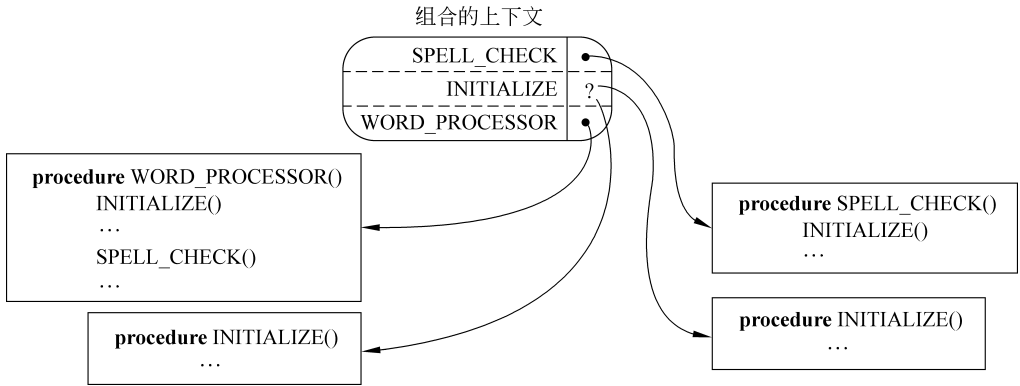 组合的上下文
SPELL_CHECK
INITIALIZE ?
WORD_PROCESSOR
procedure WORD_PROCESSOR()
INITIALIZE()
…
SPELL_CHECK()
…
procedure INITIALIZE()
…
procedure SPELL_CHECK()
INITIALIZE()
…
procedure INITIALIZE()
…